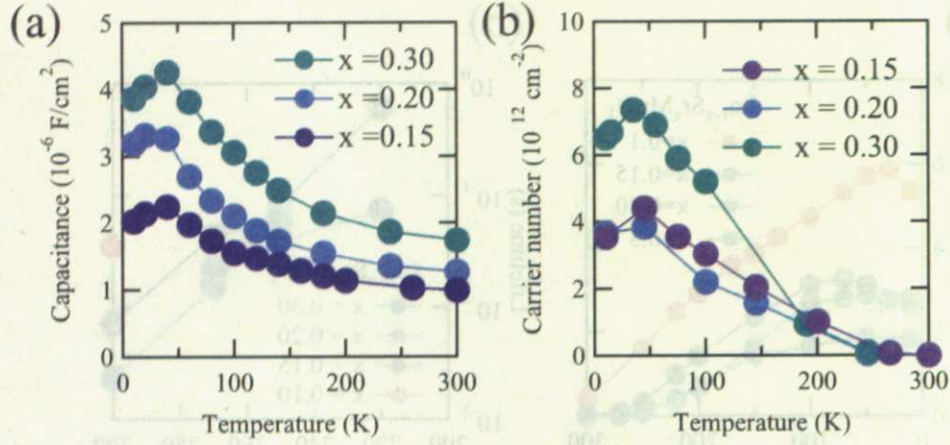 (a)
5
4
3
2
1
0
Capacitance (10⁻⁶ F/cm²)
x =0.30
x =0.20
x =0.15
0 100 200 300
Temperature (K)
(b)
10
8
6
4
2
0
Carrier number (10¹² cm⁻²)
x = 0.15
x = 0.20
x = 0.30
0 100 200 300
Temperature (K)